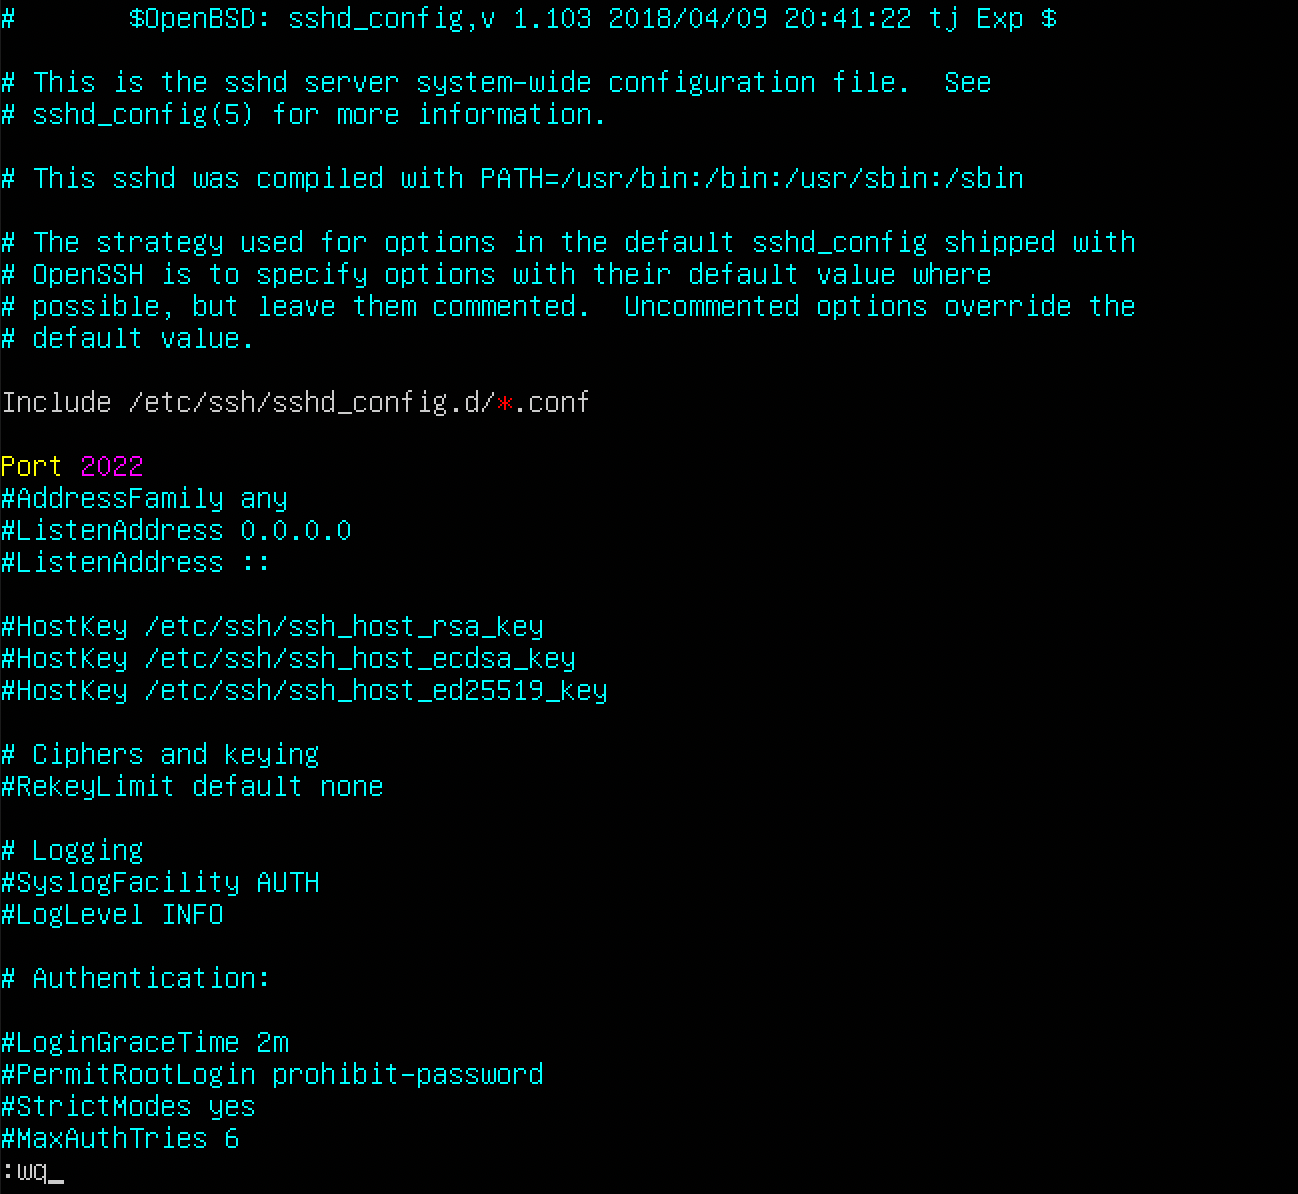 #       $OpenBSD: sshd_config,v 1.103 2018/04/09 20:41:22 tj Exp $

# This is the sshd server system-wide configuration file.  See
# sshd_config(5) for more information.

# This sshd was compiled with PATH=/usr/bin:/bin:/usr/sbin:/sbin

# The strategy used for options in the default sshd_config shipped with
# OpenSSH is to specify options with their default value where
# possible, but leave them commented.  Uncommented options override the
# default value.

Include /etc/ssh/sshd_config.d/*.conf

Port 2022
#AddressFamily any
#ListenAddress 0.0.0.0
#ListenAddress ::

#HostKey /etc/ssh/ssh_host_rsa_key
#HostKey /etc/ssh/ssh_host_ecdsa_key
#HostKey /etc/ssh/ssh_host_ed25519_key

# Ciphers and keying
#RekeyLimit default none

# Logging
#SyslogFacility AUTH
#LogLevel INFO

# Authentication:

#LoginGraceTime 2m
#PermitRootLogin prohibit-password
#StrictModes yes
#MaxAuthTries 6
:wq_